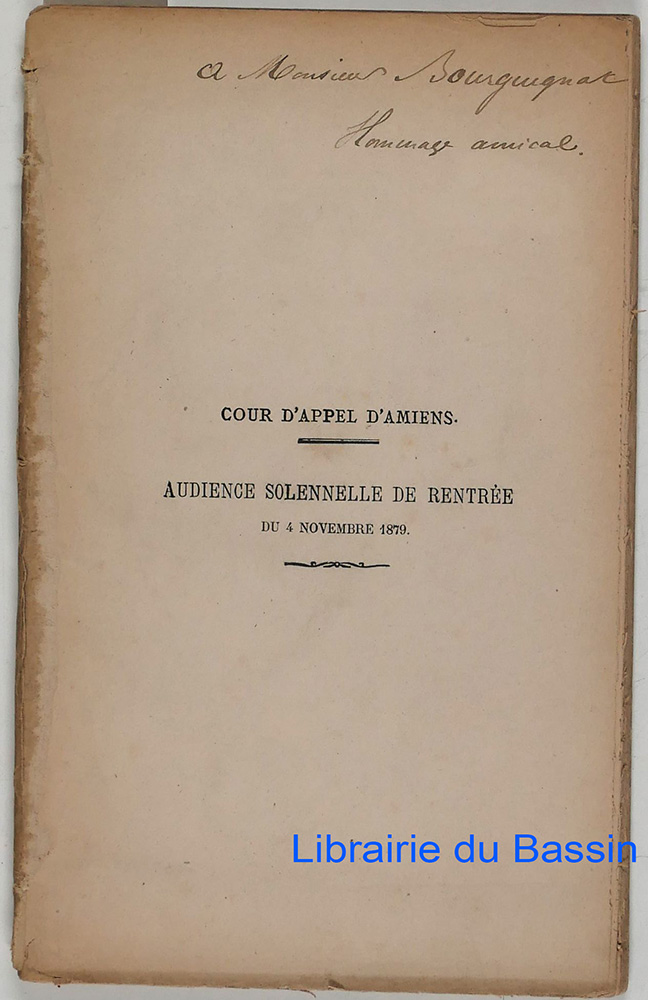 A Monsieur Bourguignat
Hommage amical.
COUR D'APPEL D'AMIENS.
AUDIENCE SOLENNELLE DE RENTRÉE
DU 4 NOVEMBRE 1879.
Librairie du Bassin